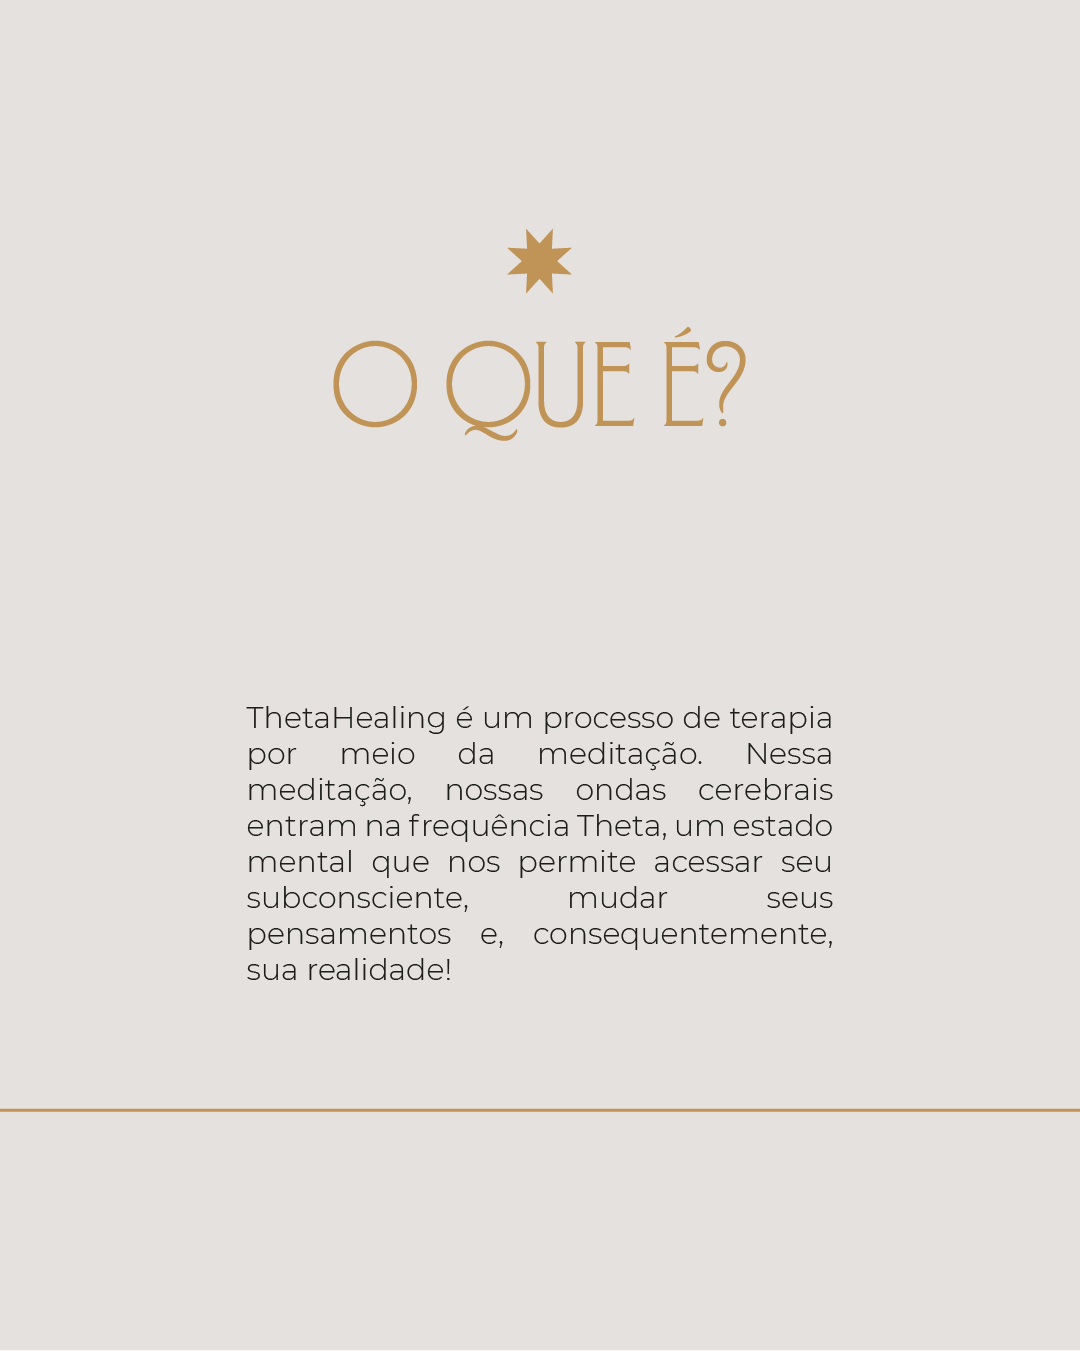 O QUE É?
ThetaHealing é um processo de terapia
por meio da meditação. Nessa
meditação, nossas ondas cerebrais
entram na frequência Theta, um estado
mental que nos permite acessar seu
subconsciente, mudar seus
pensamentos e, consequentemente,
sua realidade!